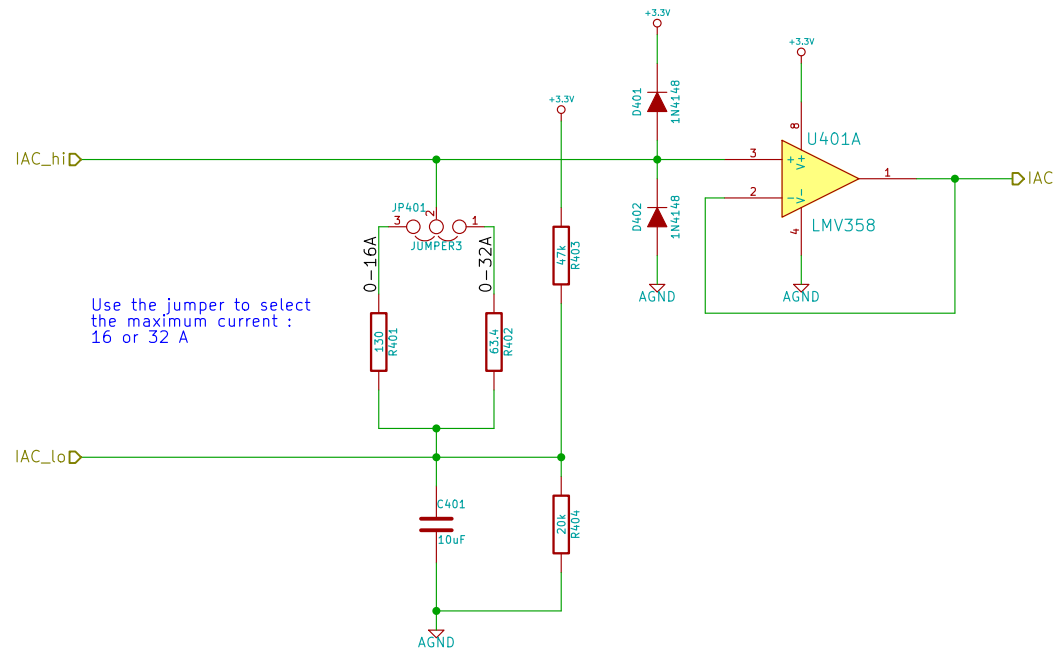 +3.3V
+3.3V
+3.3V
D401
1N4148
8
U401A
IAC_hi
3
+
V+
1
IAC
2
-
V-
JP401
3
2
1
JUMPER3
D402
1N4148
4
LMV358
0-16A
0-32A
47k
R403
AGND
AGND
Use the jumper to select
the maximum current :
16 or 32 A
130
R401
63.4
R402
IAC_lo
C401
10uF
20k
R404
AGND